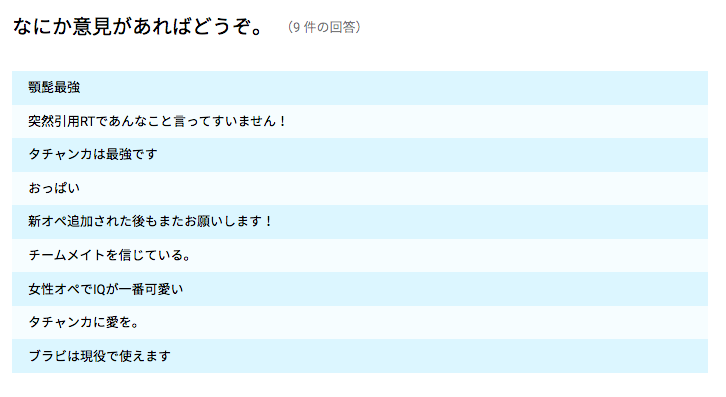 なにか意見があればどうぞ。 （9 件の回答）
顎髭最強
突然引用RTであんなこと言ってすいません！
タチャンカは最強です
おっぱい
新オペ追加された後もまたお願いします！
チームメイトを信じている。
女性オペでIQが一番可愛い
タチャンカに愛を。
ブラビは現役で使えます